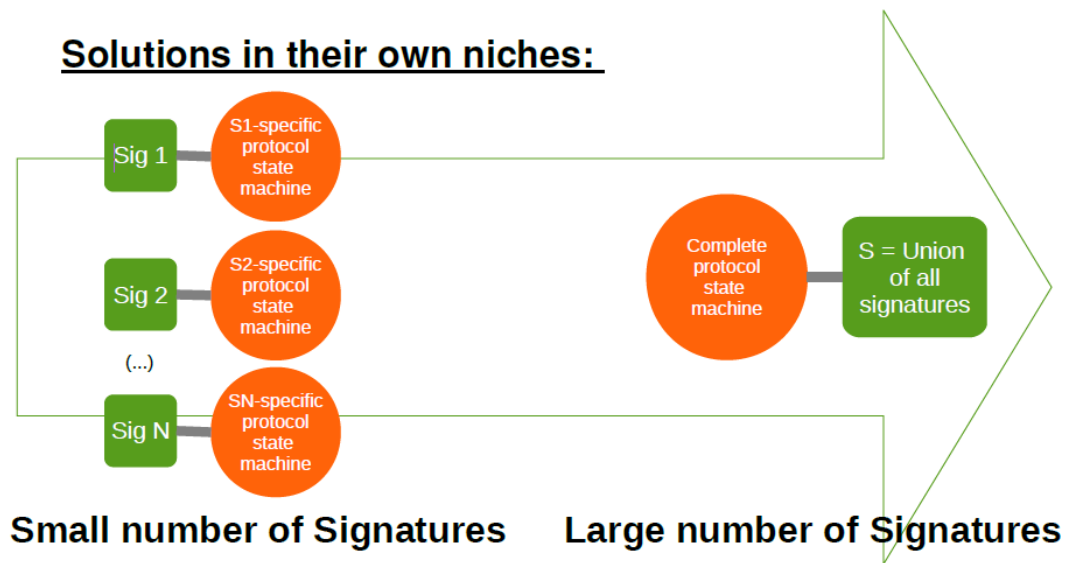 Solutions in their own niches:
Sig 1
S1-specific
protocol
state
machine
Sig 2
S2-specific
protocol
state
machine
(...)
Sig N
SN-specific
protocol
state
machine
Complete
protocol
state
machine
S = Union
of all
signatures
Small number of Signatures
Large number of Signatures